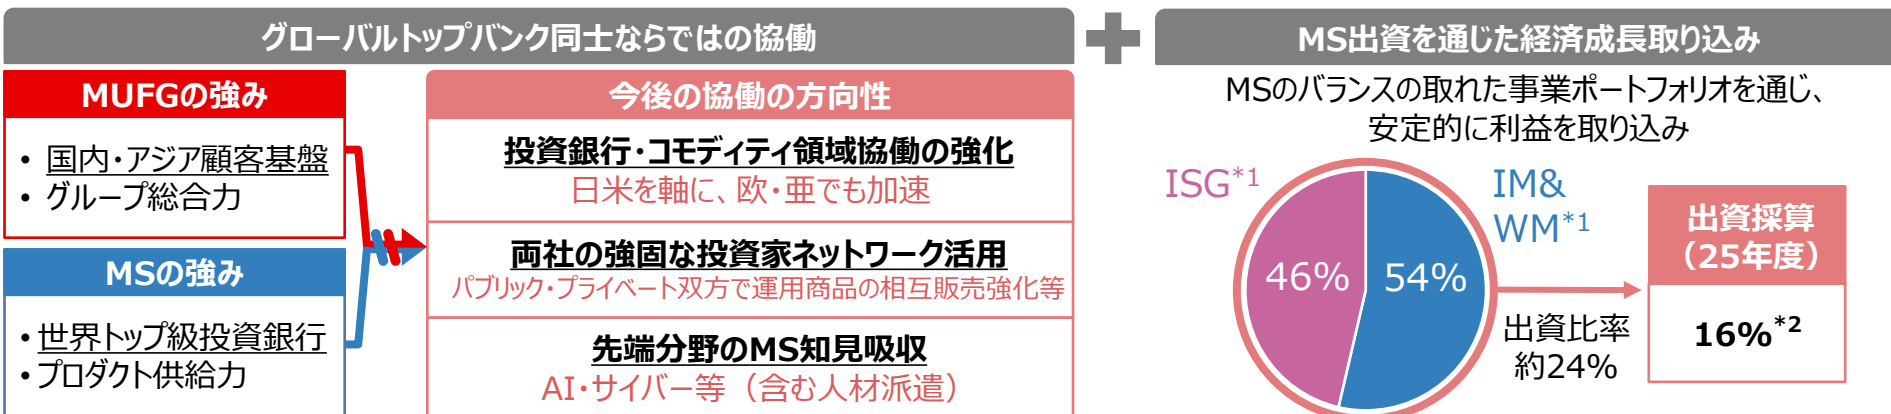 グローバルトップバンク同士ならではの協働
MUFGの強み
• 国内・アジア顧客基盤
• グループ総合力
MSの強み
• 世界トップ級投資銀行
• プロダクト供給力
今後の協働の方向性
投資銀行・コモディティ領域協働の強化
日米を軸に、欧・亜でも加速
両社の強固な投資家ネットワーク活用
パブリック・プライベート双方で運用商品の相互販売強化等
先端分野のMS知見吸収
AI・サイバー等（含む人材派遣）
MS出資を通じた経済成長取り込み
MSのバランスの取れた事業ポートフォリオを通じ、
安定的に利益を取り込み
ISG*1
46%
54%
IM&
WM*1
出資比率
約24%
出資採算
（25年度）
16%*2